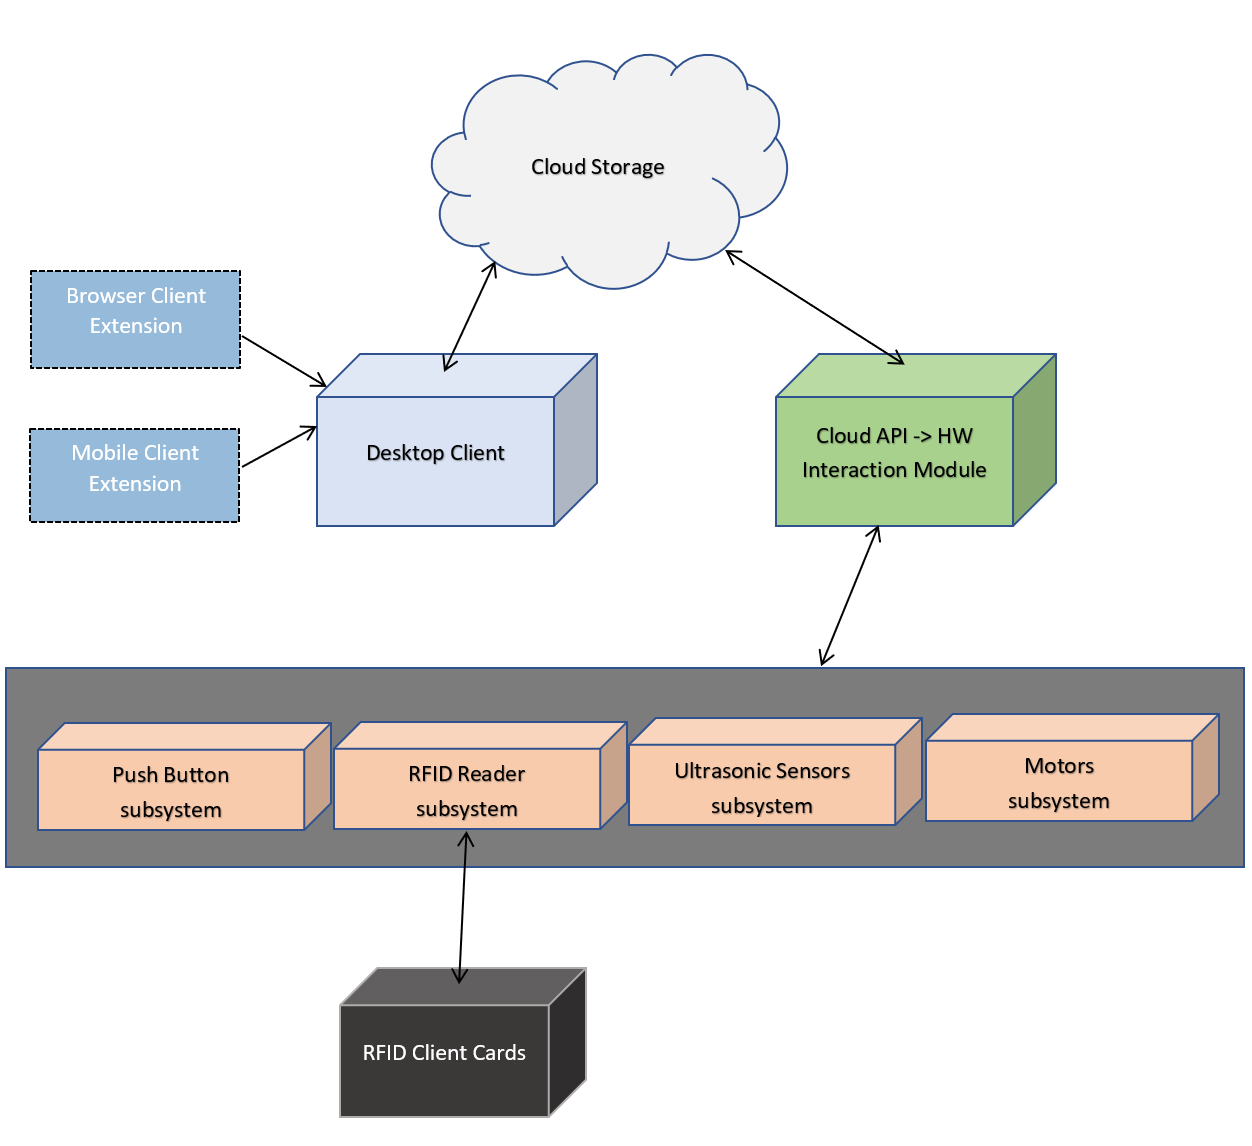 Cloud Storage
Browser Client
Extension
Mobile Client
Extension
Desktop Client
Cloud API -> HW
Interaction Module
Push Button
subsystem
RFID Reader
subsystem
Ultrasonic Sensors
subsystem
Motors
subsystem
RFID Client Cards